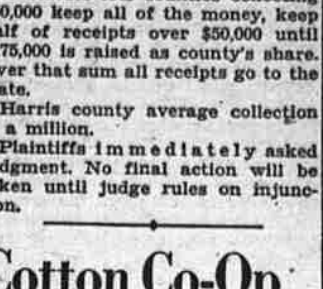 0,000 keep all of the money, keep
alf of receipts over $50,000 until
75,000 is raised as county's share.
ver that sum all receipts go to the
ate.
Harris county average collection
a million.
Plaintiffs immediately asked
dgment. No final action will be
ken until judge rules on injunc-
on.
Cotton Co-Op